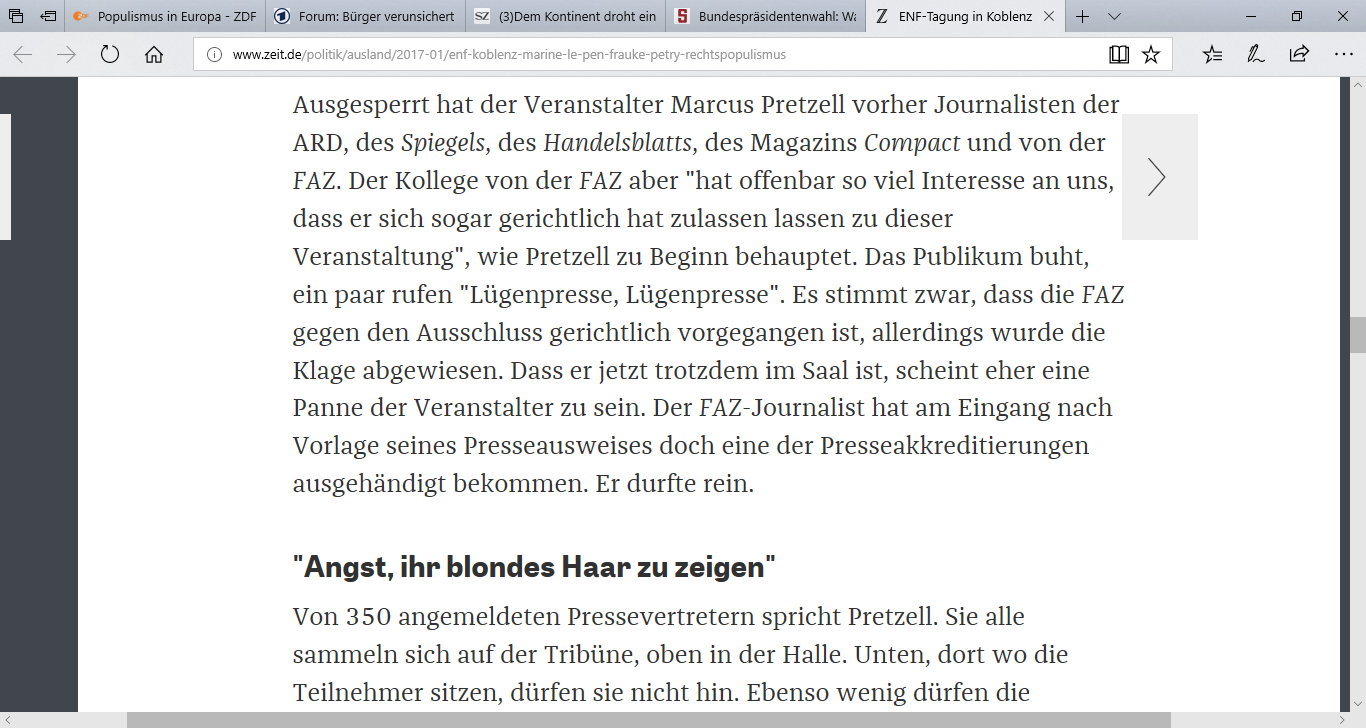 Populismus in Europa - ZDF
Forum: Bürger verunsichert
SZ (3)Dem Kontinent droht ein
S Bundespräsidentenwahl: Wa
Z ENF-Tagung in Koblenz
www.zeit.de/politik/ausland/2017-01/enf-koblenz-marine-le-pen-frauke-petry-rechtspopulismus
Ausgesperrt hat der Veranstalter Marcus Pretzell vorher Journalisten der
ARD, des Spiegels, des Handelsblatts, des Magazins Compact und von der
FAZ. Der Kollege von der FAZ aber "hat offenbar so viel Interesse an uns,
dass er sich sogar gerichtlich hat zulassen lassen zu dieser
Veranstaltung", wie Pretzell zu Beginn behauptet. Das Publikum buht,
ein paar rufen "Lügenpresse, Lügenpresse". Es stimmt zwar, dass die FAZ
gegen den Ausschluss gerichtlich vorgegangen ist, allerdings wurde die
Klage abgewiesen. Dass er jetzt trotzdem im Saal ist, scheint eher eine
Panne der Veranstalter zu sein. Der FAZ-Journalist hat am Eingang nach
Vorlage seines Presseausweises doch eine der Presseakkreditierungen
ausgehändigt bekommen. Er durfte rein.
"Angst, ihr blondes Haar zu zeigen"
Von 350 angemeldeten Pressevertretern spricht Pretzell. Sie alle
sammeln sich auf der Tribüne, oben in der Halle. Unten, dort wo die
Teilnehmer sitzen, dürfen sie nicht hin. Ebenso wenig dürfen die